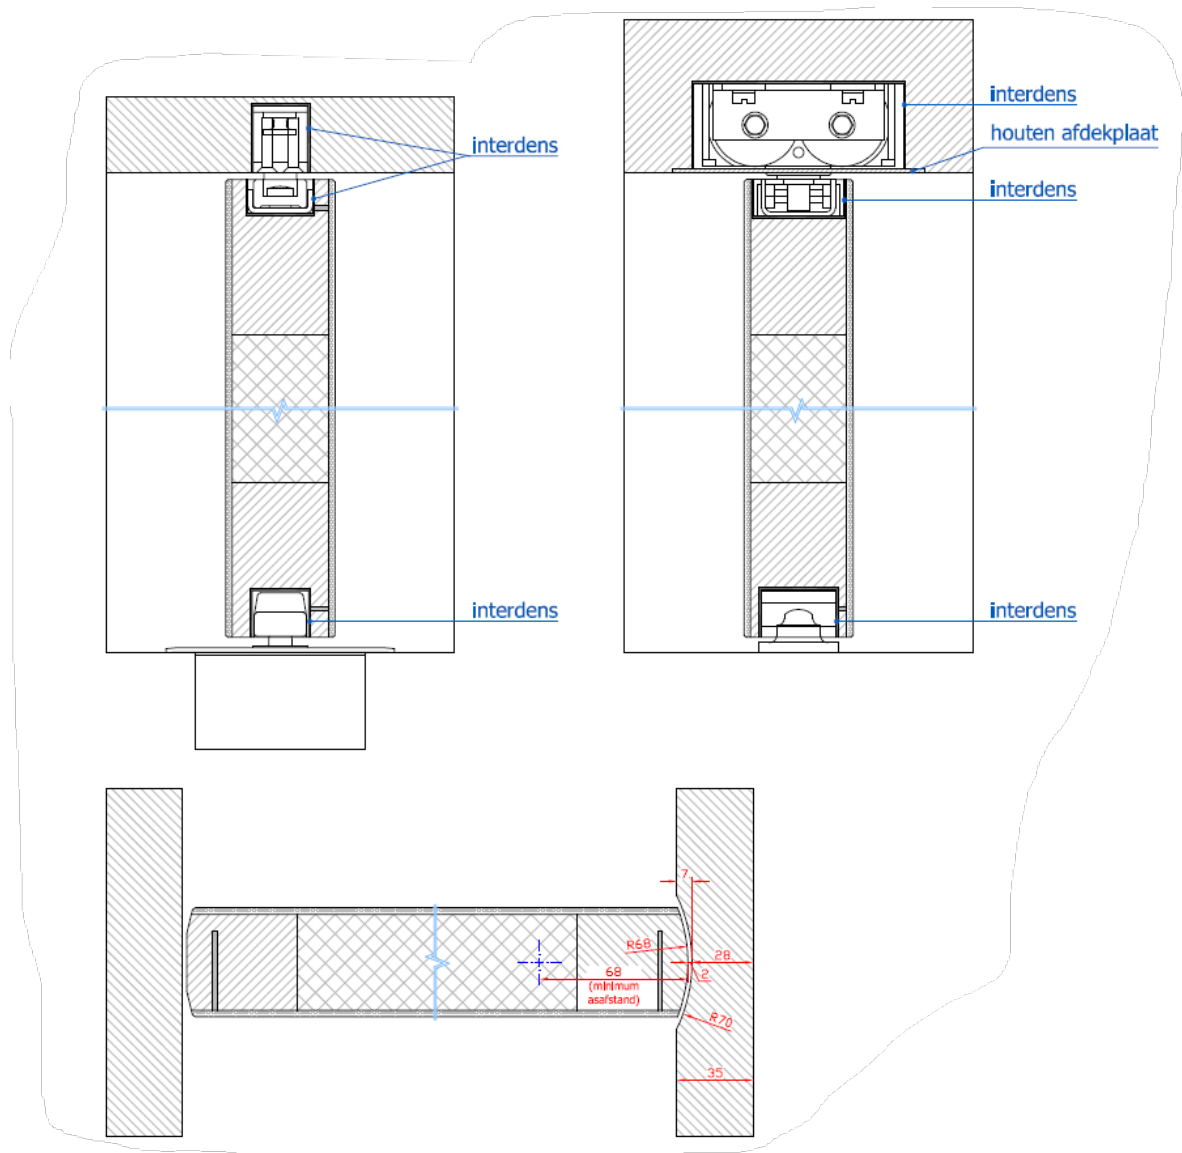 interdens
houten afdekplaat
interdens
interdens
interdens
interdens
7
R68
28
68
2
(minimum
asafstand)
R70
35